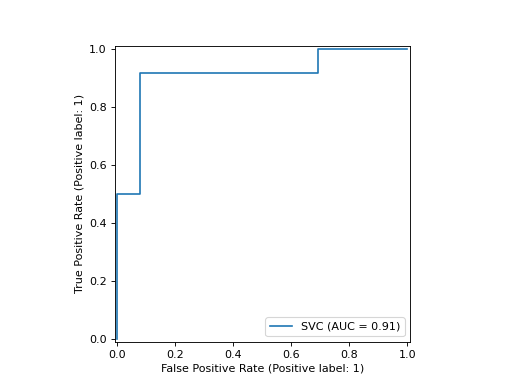 1.0
0.8
0.6
0.4
0.2
0.0
True Positive Rate (Positive label: 1)
SVC (AUC = 0.91)
0.0 0.2 0.4 0.6 0.8 1.0
False Positive Rate (Positive label: 1)